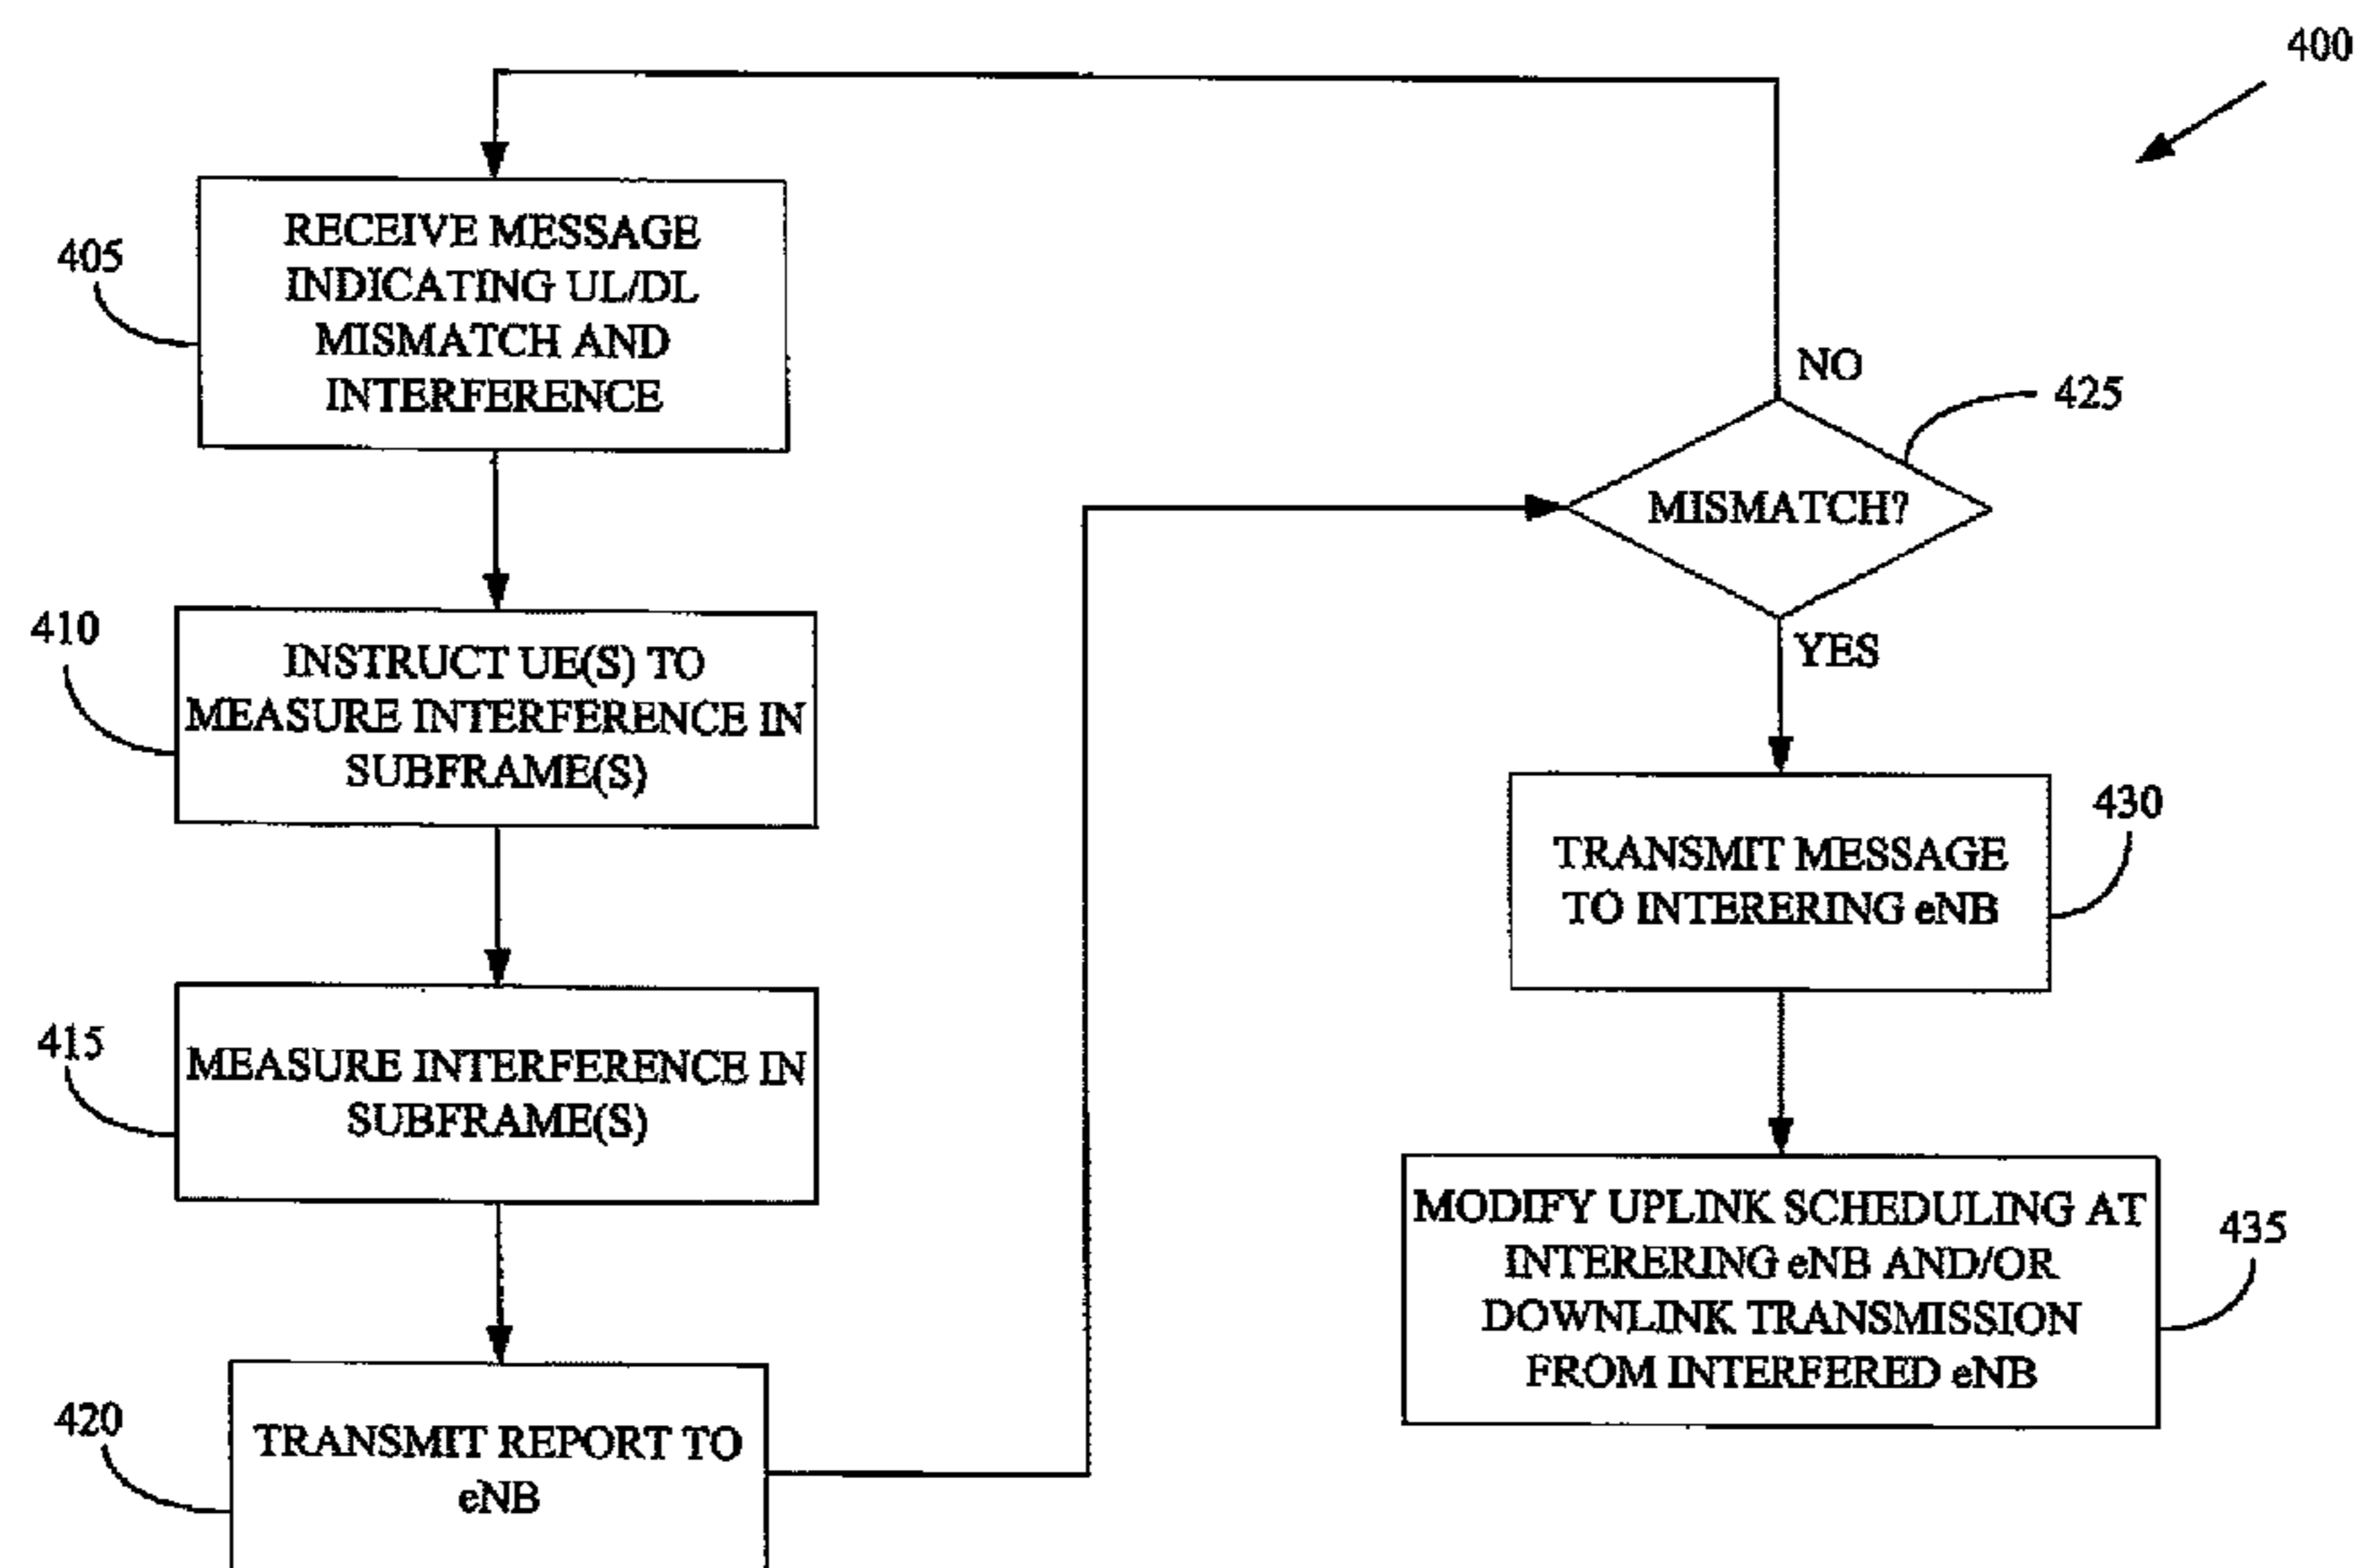 400
405
RECEIVE MESSAGE
INDICATING UL/DL
MISMATCH AND
INTERFERENCE
410
INSTRUCT UE(S) TO
MEASURE INTERFERENCE IN
SUBFRAME(S)
415
MEASURE INTERFERENCE IN
SUBFRAME(S)
420
TRANSMIT REPORT TO
eNB
NO
425
MISMATCH?
YES
430
TRANSMIT MESSAGE
TO INTERERING eNB
MODIFY UPLINK SCHEDULING AT
INTERERING eNB AND/OR
DOWNLINK TRANSMISSION
FROM INTERFERED eNB
435